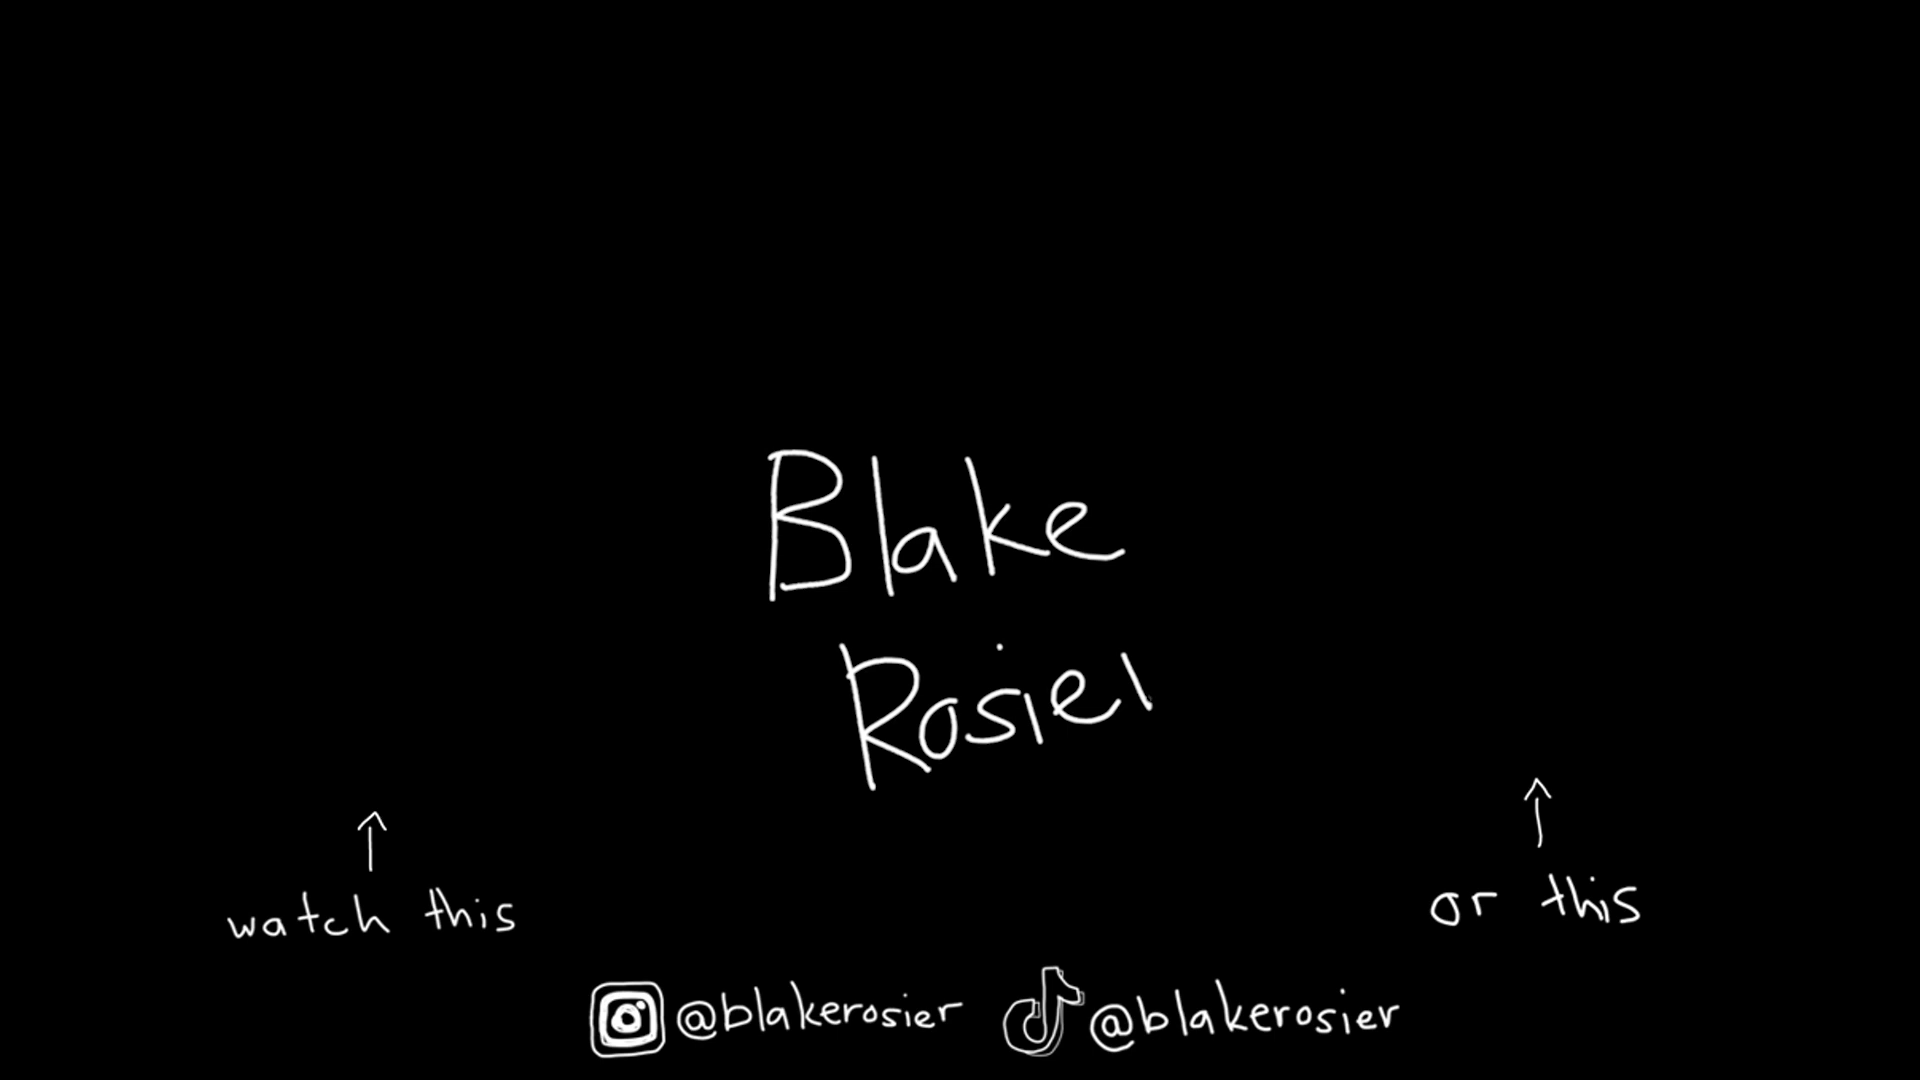 Blake
Rosier
watch this
or this
@blakerosier @blakerosier